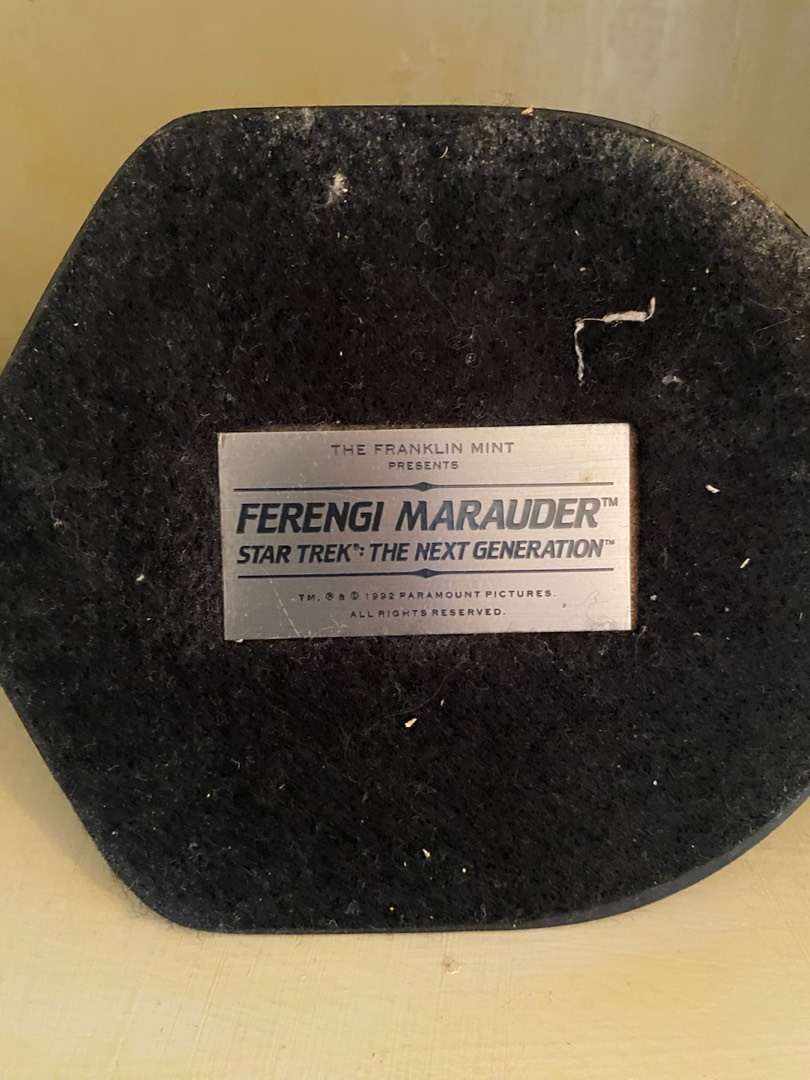 THE FRANKLIN MINT
PRESENTS
FERENGI MARAUDER™
STAR TREK®: THE NEXT GENERATION™
TM, ® & © 1992 PARAMOUNT PICTURES.
ALL RIGHTS RESERVED.